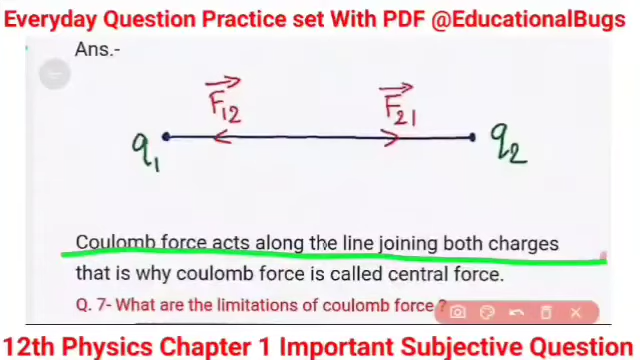 Everyday Question Practice set With PDF @EducationalBugs
Ans.-
F12 F21
q1 q2
Coulomb force acts along the line joining both charges
that is why coulomb force is called central force.
Q. 7- What are the limitations of coulomb force ?
12th Physics Chapter 1 Important Subjective Question